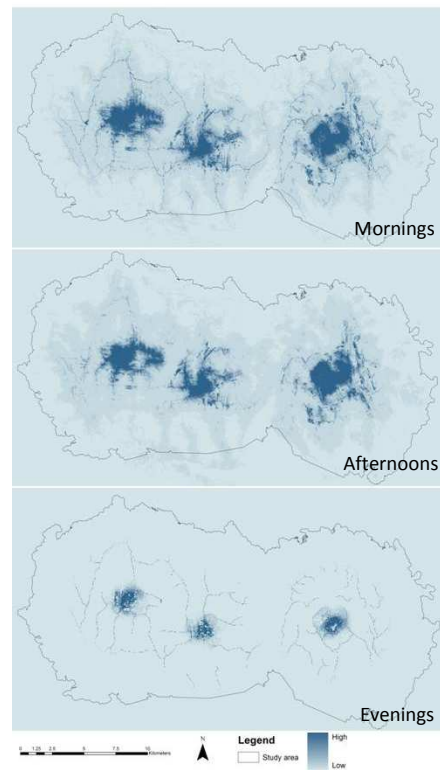 Mornings
Afternoons
Evenings
0 1.25 2.5 5 7.5 10
Kilometers
N
Legend
Study area
High
Low